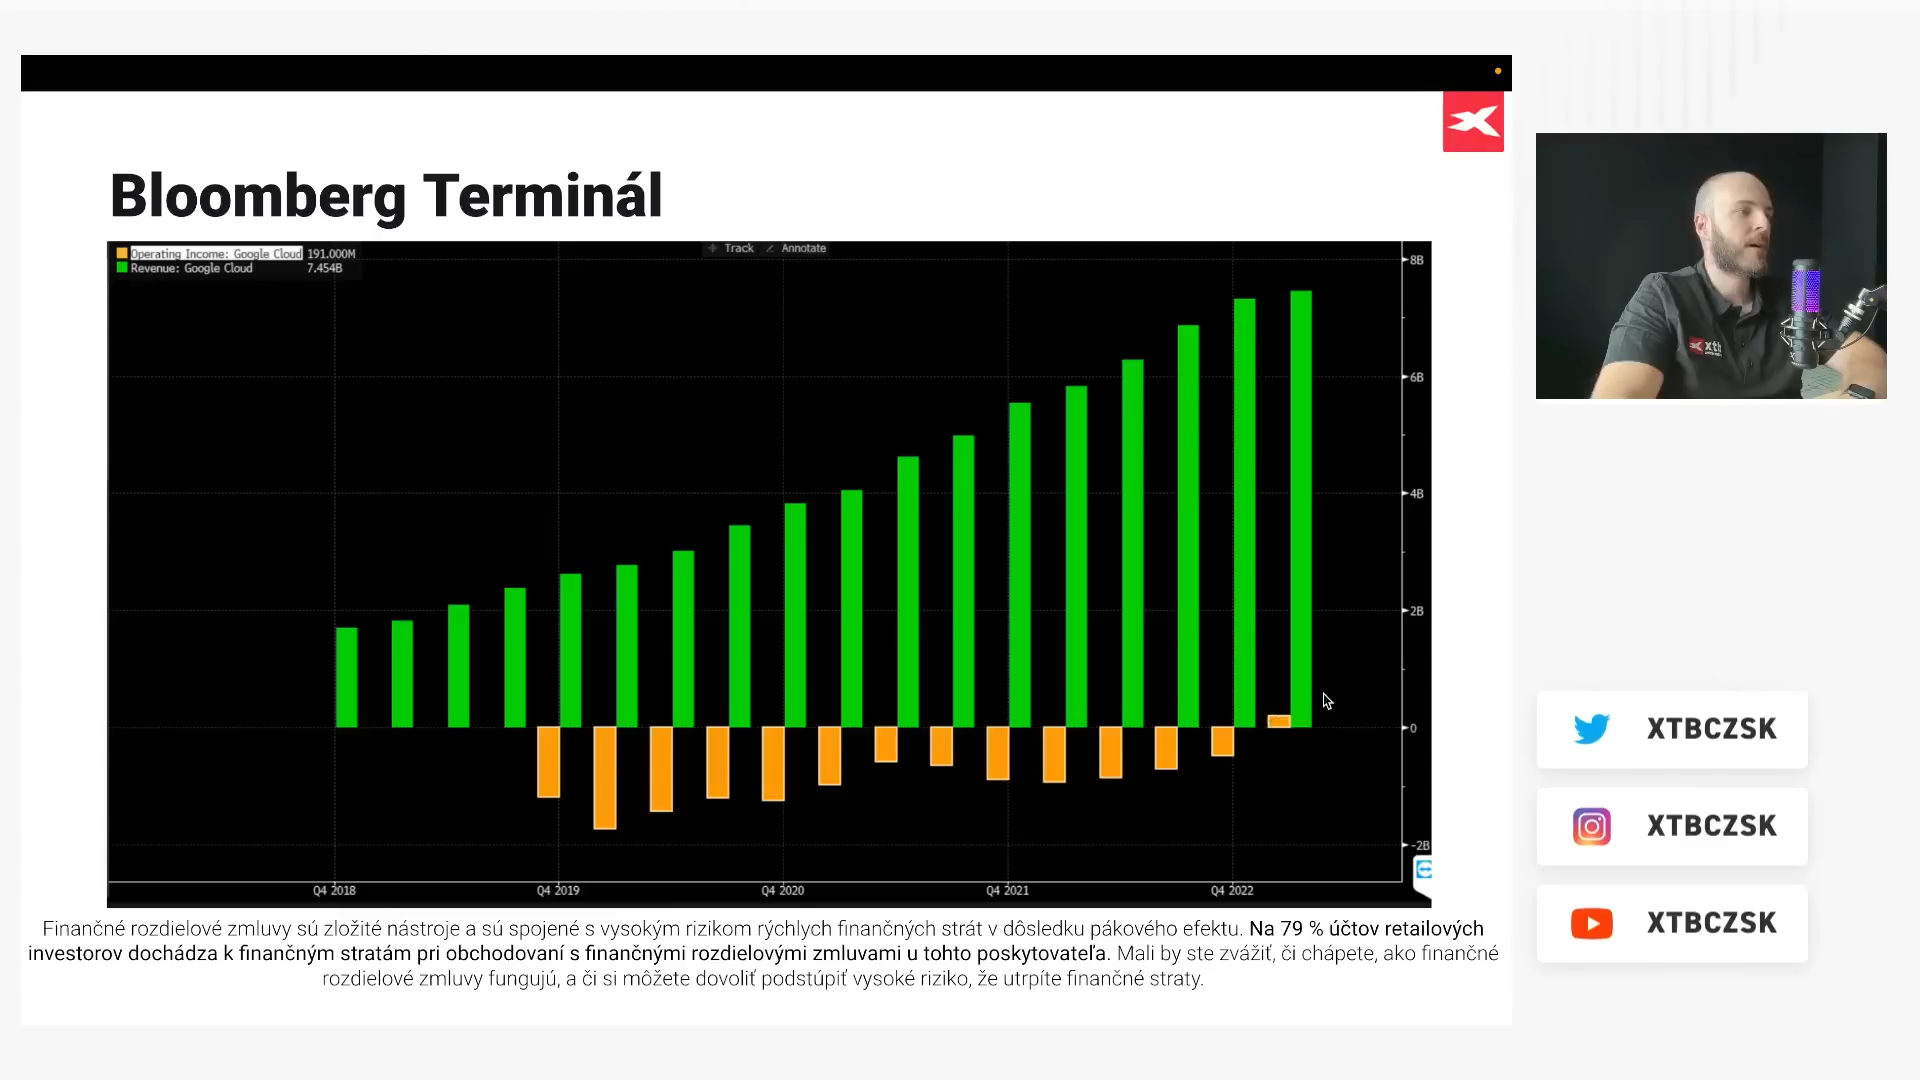 Bloomberg Terminál
Operating Income: Google Cloud 191.000M
Revenue: Google Cloud 7.454B
Track Annotate
8B
6B
4B
2B
0
-2B
Q4 2018
Q4 2019
Q4 2020
Q4 2021
Q4 2022
Finančné rozdielové zmluvy sú zložité nástroje a sú spojené s vysokým rizikom rýchlych finančných strát v dôsledku pákového efektu. Na 79 % účtov retailových
investorov dochádza k finančným stratám pri obchodovaní s finančnými rozdielovými zmluvami u tohto poskytovateľa. Mali by ste zvážiť, či chápete, ako finančné
rozdielové zmluvy fungujú, a či si môžete dovoliť podstúpiť vysoké riziko, že utrpíte finančné straty.
xtb
XTBCZSK
XTBCZSK
XTBCZSK